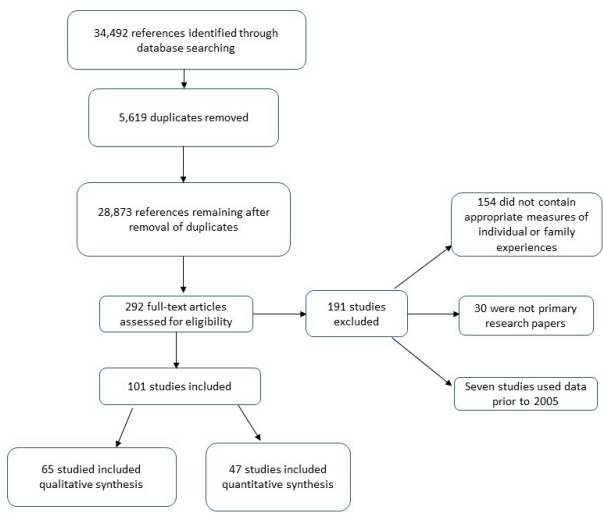 34,492 references identified through
database searching
5,619 duplicates removed
28,873 references remaining after
removal of duplicates
154 did not contain
appropriate measures of
individual or family
experiences
292 full-text articles
assessed for eligibility
191 studies
excluded
30 were not primary
research papers
101 studies included
Seven studies used data
prior to 2005
65 studied included
qualitative synthesis
47 studies included
quantitative synthesis